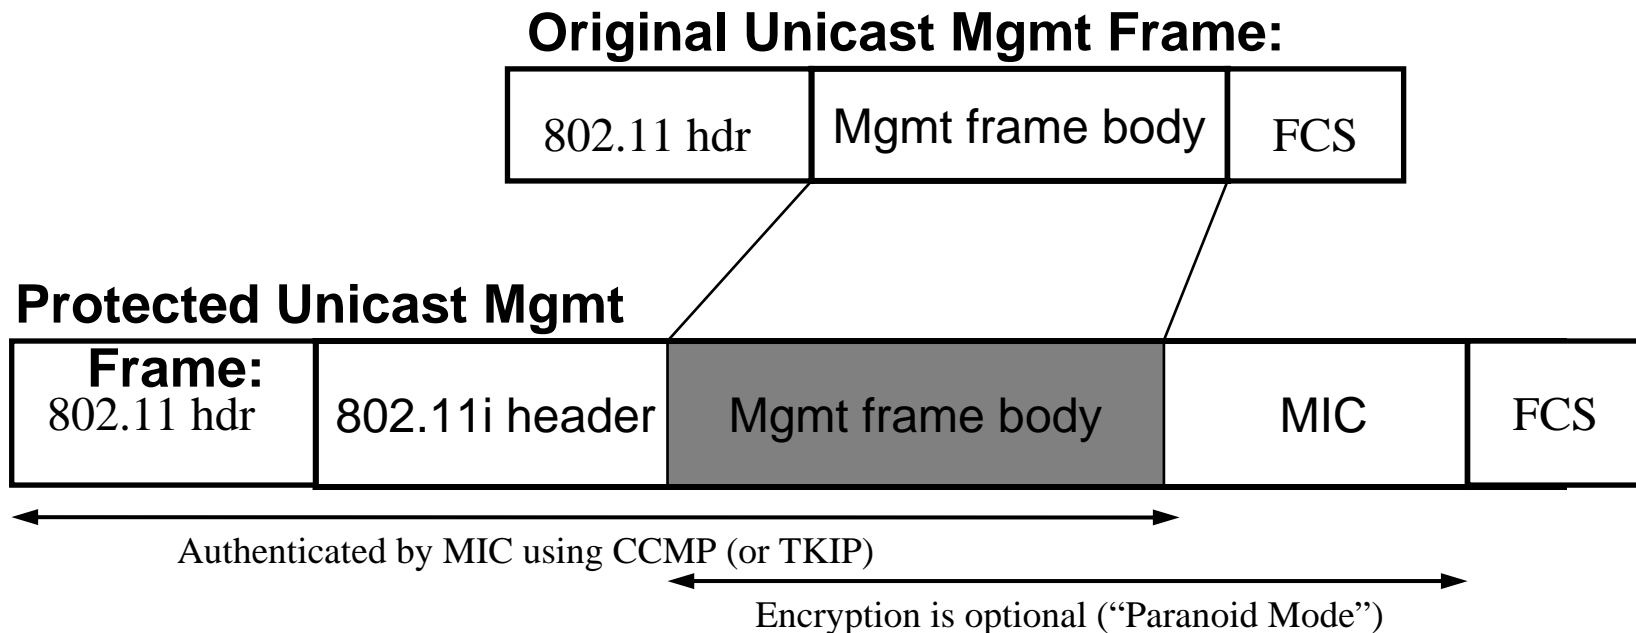 Original Unicast Mgmt Frame:
802.11 hdr Mgmt frame body FCS
Protected Unicast Mgmt
Frame:
802.11 hdr 802.11i header Mgmt frame body MIC FCS
Authenticated by MIC using CCMP (or TKIP)
Encryption is optional (“Paranoid Mode”)